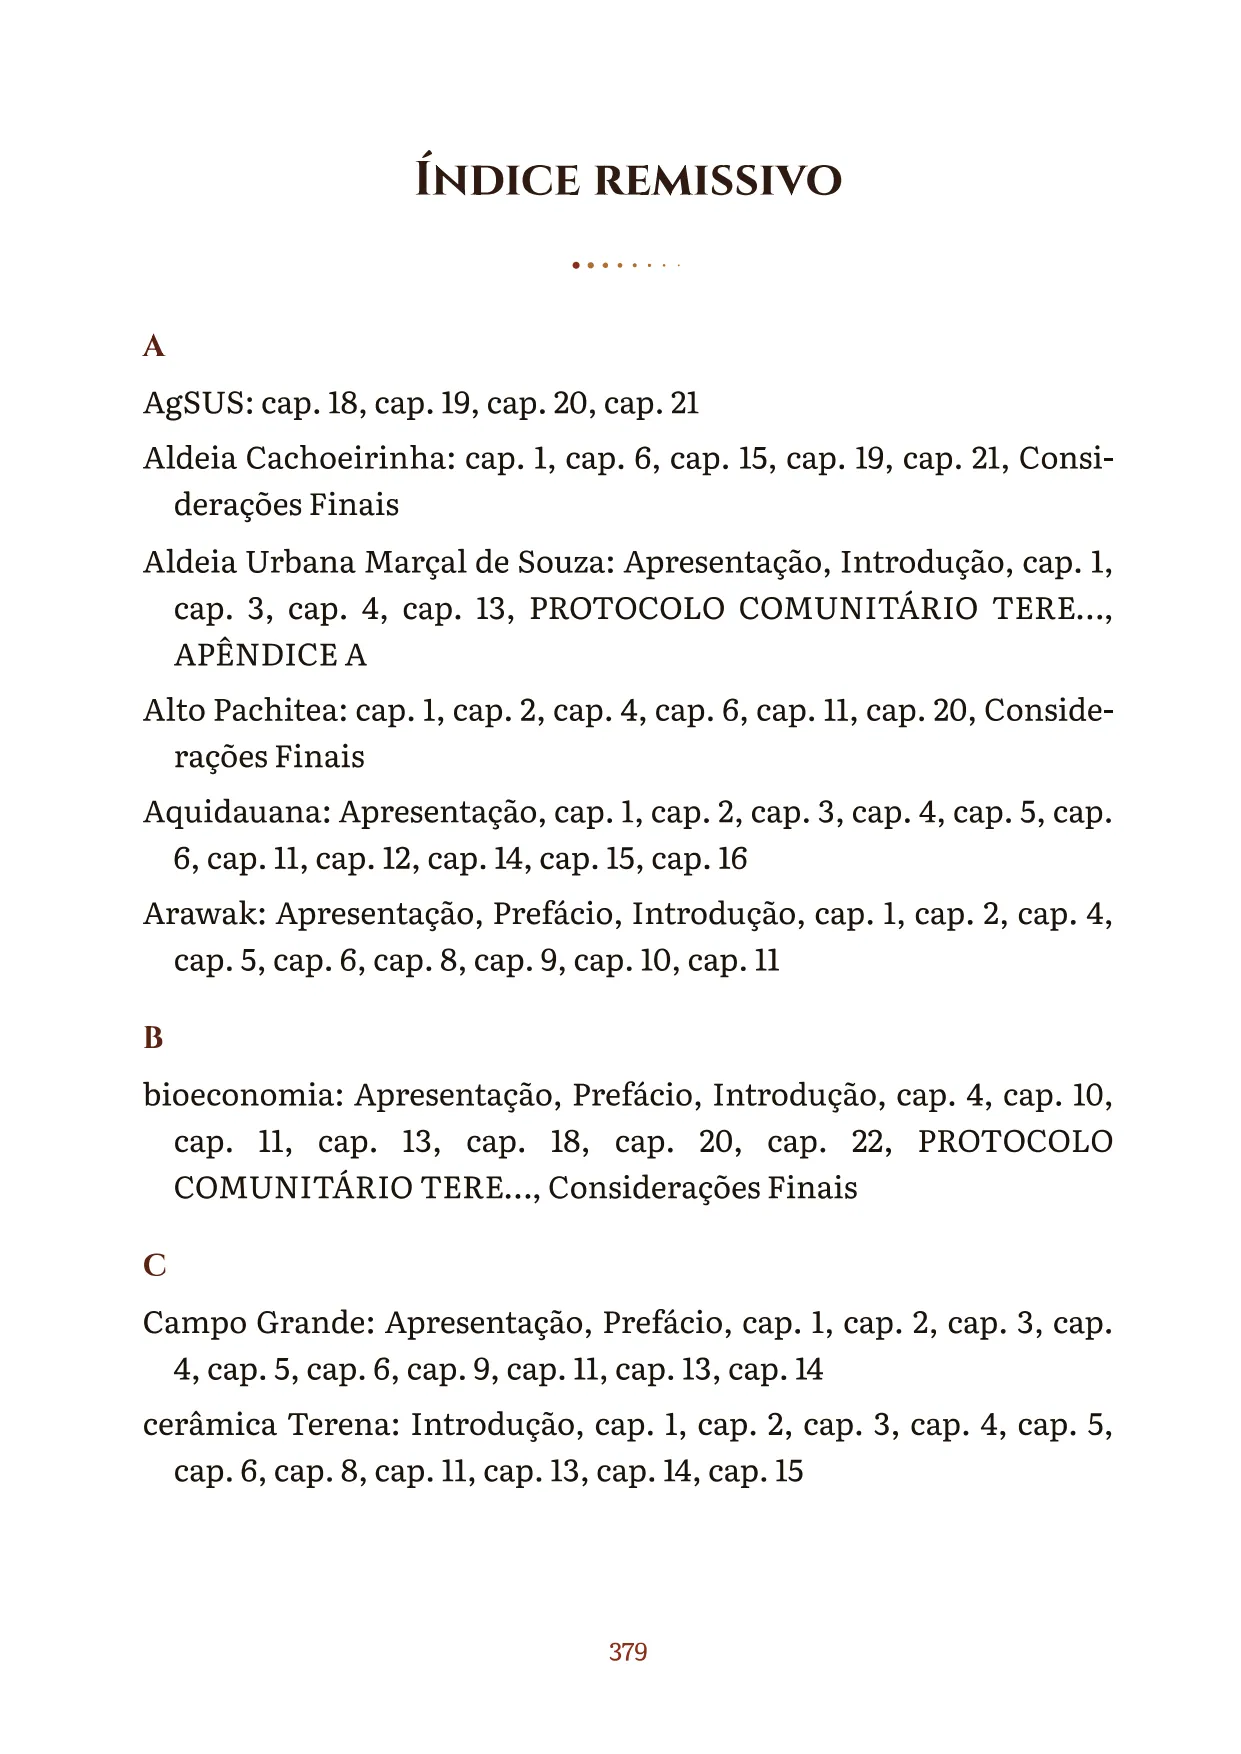 ÍNDICE REMISSIVO
A
AgSUS: cap. 18, cap. 19, cap. 20, cap. 21
Aldeia Cachoeirinha: cap. 1, cap. 6, cap. 15, cap. 19, cap. 21, Consi-
derações Finais
Aldeia Urbana Marçal de Souza: Apresentação, Introdução, cap. 1,
cap. 3, cap. 4, cap. 13, PROTOCOLO COMUNITÁRIO TERE…,
APÊNDICE A
Alto Pachitea: cap. 1, cap. 2, cap. 4, cap. 6, cap. 11, cap. 20, Conside-
rações Finais
Aquidauana: Apresentação, cap. 1, cap. 2, cap. 3, cap. 4, cap. 5, cap.
6, cap. 11, cap. 12, cap. 14, cap. 15, cap. 16
Arawak: Apresentação, Prefácio, Introdução, cap. 1, cap. 2, cap. 4,
cap. 5, cap. 6, cap. 8, cap. 9, cap. 10, cap. 11
B
bioeconomia: Apresentação, Prefácio, Introdução, cap. 4, cap. 10,
cap. 11, cap. 13, cap. 18, cap. 20, cap. 22, PROTOCOLO
COMUNITÁRIO TERE…, Considerações Finais
C
Campo Grande: Apresentação, Prefácio, cap. 1, cap. 2, cap. 3, cap.
4, cap. 5, cap. 6, cap. 9, cap. 11, cap. 13, cap. 14
cerâmica Terena: Introdução, cap. 1, cap. 2, cap. 3, cap. 4, cap. 5,
cap. 6, cap. 8, cap. 11, cap. 13, cap. 14, cap. 15
379